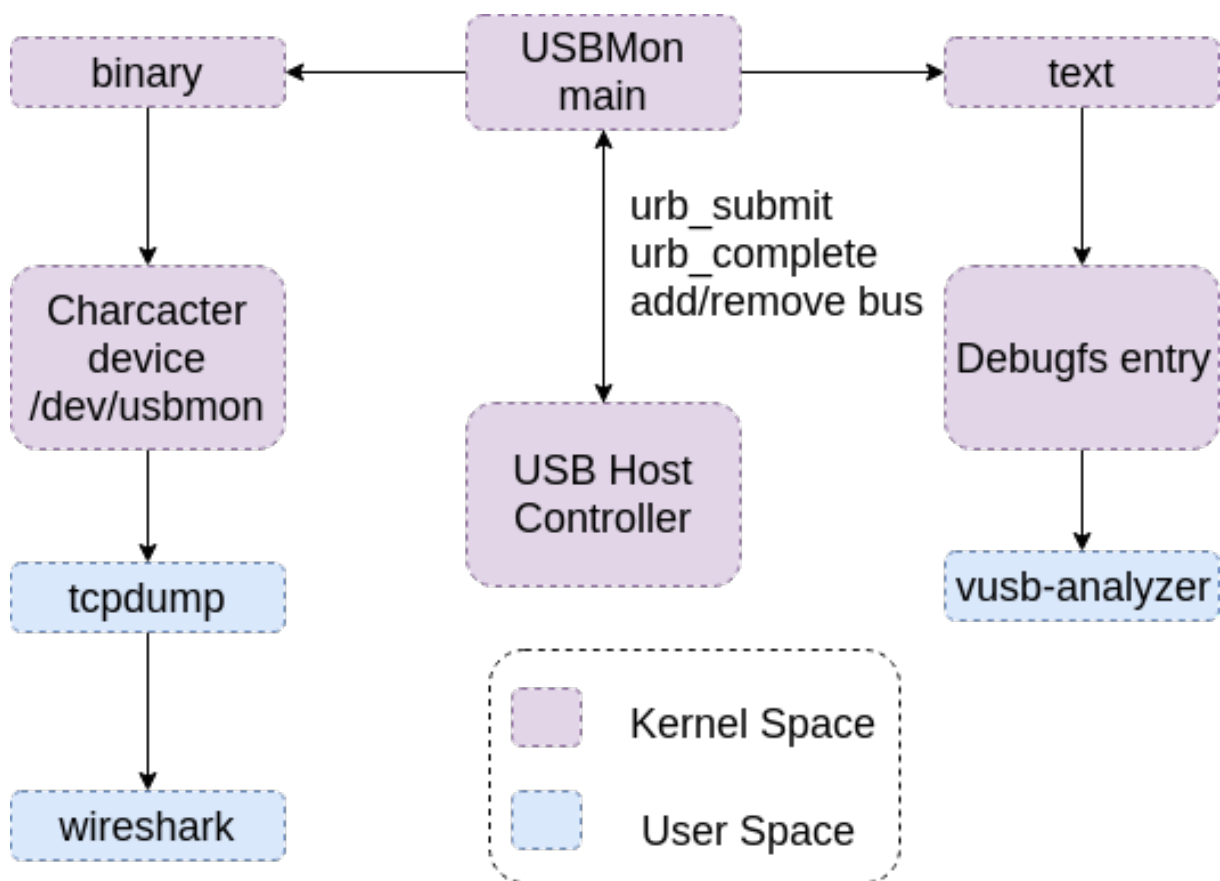 binary
USBMon
main
text
urb_submit
urb_complete
add/remove bus
Charcacter
device
/dev/usbmon
Debugfs entry
USB Host
Controller
tcpdump
vusb-analyzer
wireshark
Kernel Space
User Space